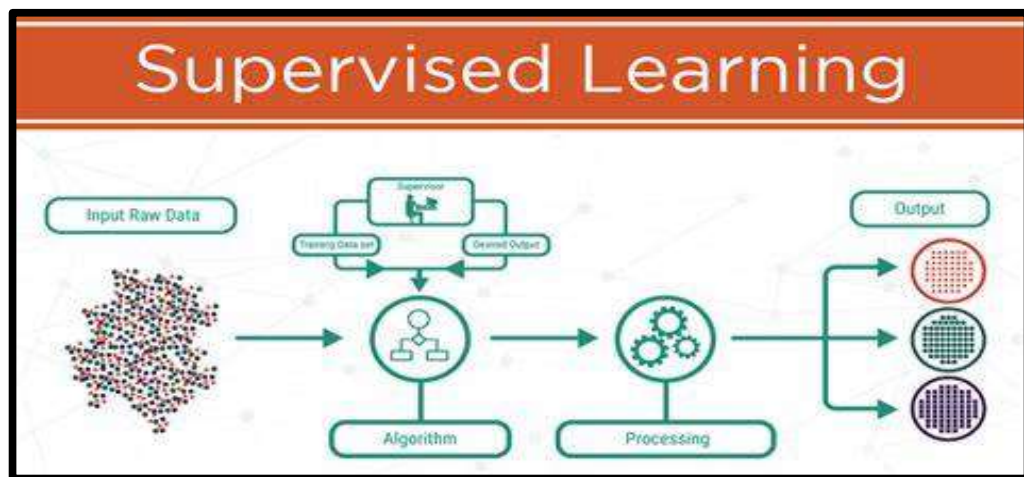 Supervised Learning
Input Raw Data
Supervisor
Training Data set
Desired Output
Output
Algorithm
Processing